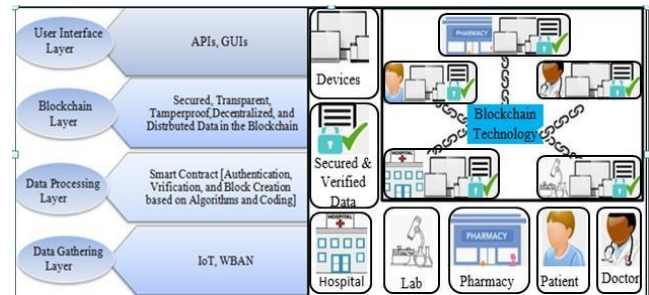 User Interface
Layer
APIs, GUIs
Blockchain
Layer
Secured, Transparent,
Tamperproof,Decentralized, and
Distributed Data in the Blockchain
Data Processing
Layer
Smart Contract [Authentication,
Vrification, and Block Creation
based on Algorithms and Coding]
Data Gathering
Layer
IoT, WBAN
Devices
Secured &
Verified
Data
HOSPITAL
Hospital
PHARMACY
Blockchain
Technology
HOSPITAL
Lab
PHARMACY
Pharmacy
Patient
Doctor